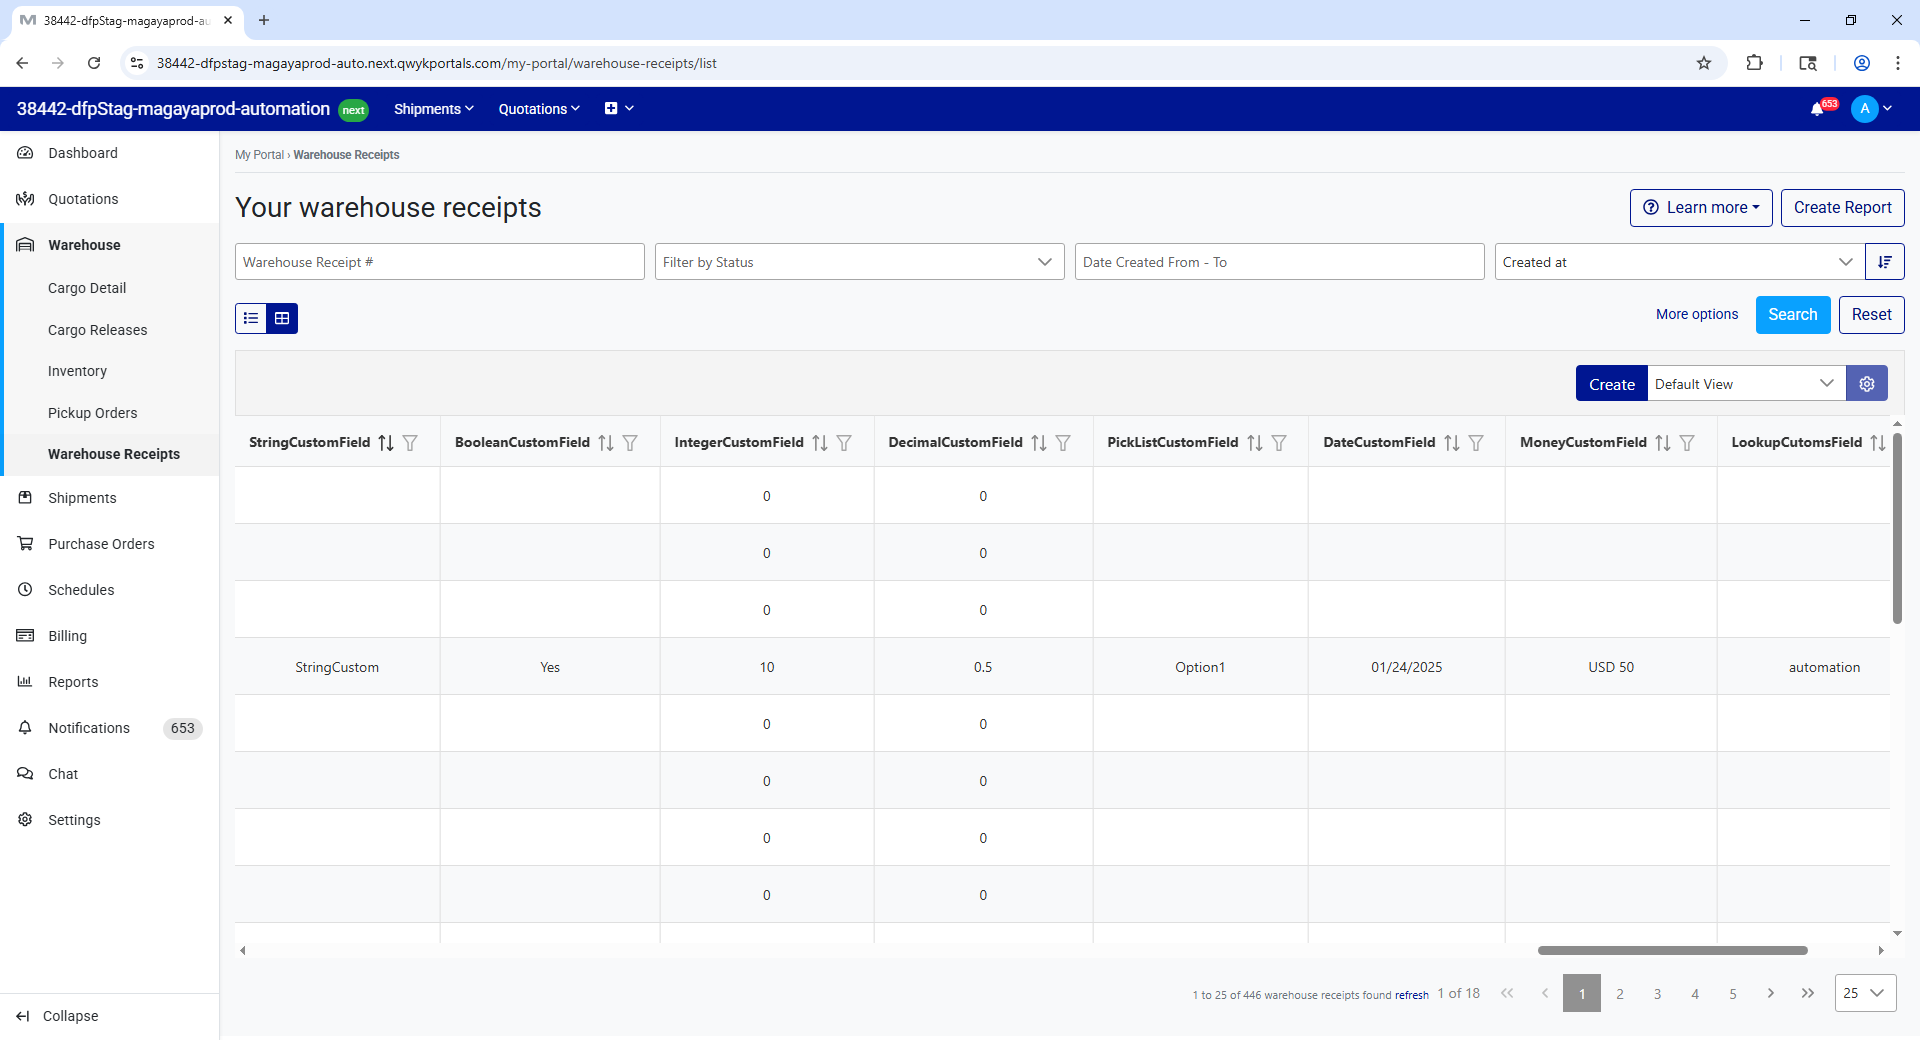 38442-dfpStag-magayaprod-au
38442-dfpstag-magayaprod-auto.next.qwykportals.com/my-portal/warehouse-receipts/list
38442-dfpStag-magayaprod-automation next Shipments Quotations 653 A
Dashboard
Quotations
Warehouse
Cargo Detail
Cargo Releases
Inventory
Pickup Orders
Warehouse Receipts
Shipments
Purchase Orders
Schedules
Billing
Reports
Notifications 653
Chat
Settings
Collapse
My Portal › Warehouse Receipts
Your warehouse receipts
Learn more Create Report
Warehouse Receipt # Filter by Status Date Created From - To Created at
More options Search Reset
Create Default View
StringCustomField BooleanCustomField IntegerCustomField DecimalCustomField PickListCustomField DateCustomField MoneyCustomField LookupCutomsField
0 0
0 0
0 0
StringCustom Yes 10 0.5 Option1 01/24/2025 USD 50 automation
0 0
0 0
0 0
0 0
1 to 25 of 446 warehouse receipts found refresh 1 of 18 1 2 3 4 5 25